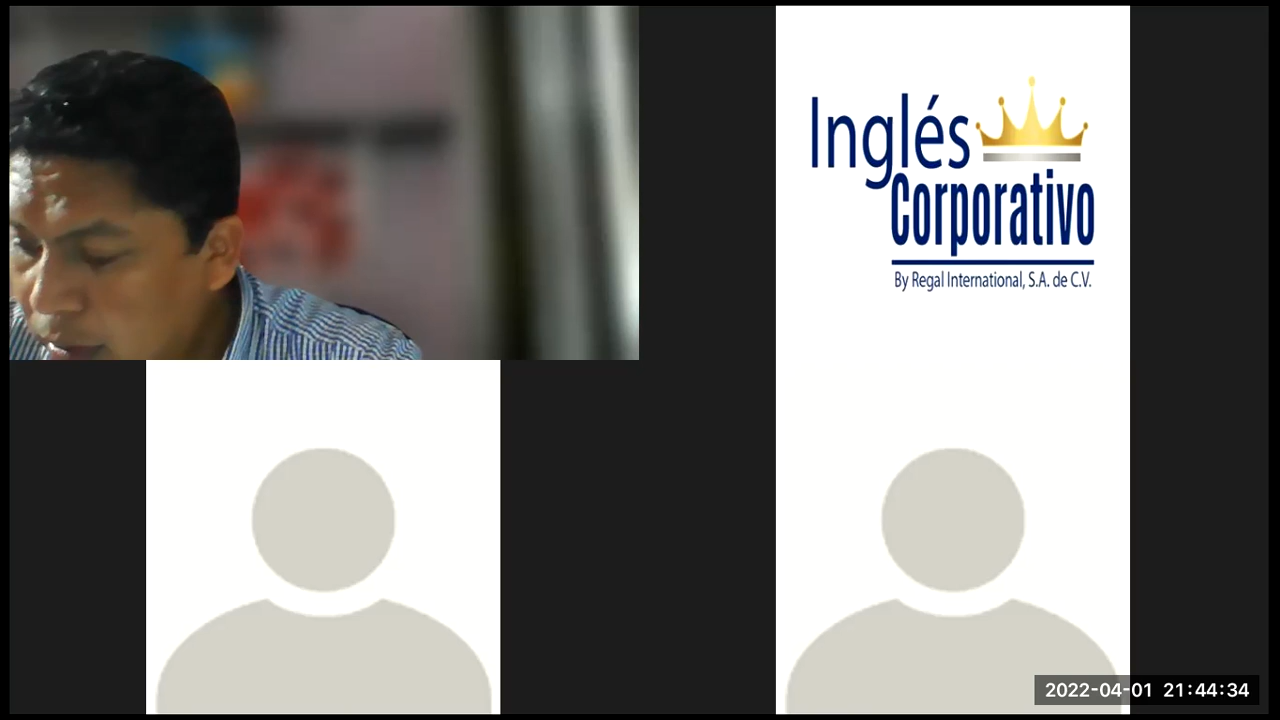 Inglés
Corporativo
By Regal International, S.A. de C.V.
2022-04-01 21:44:34